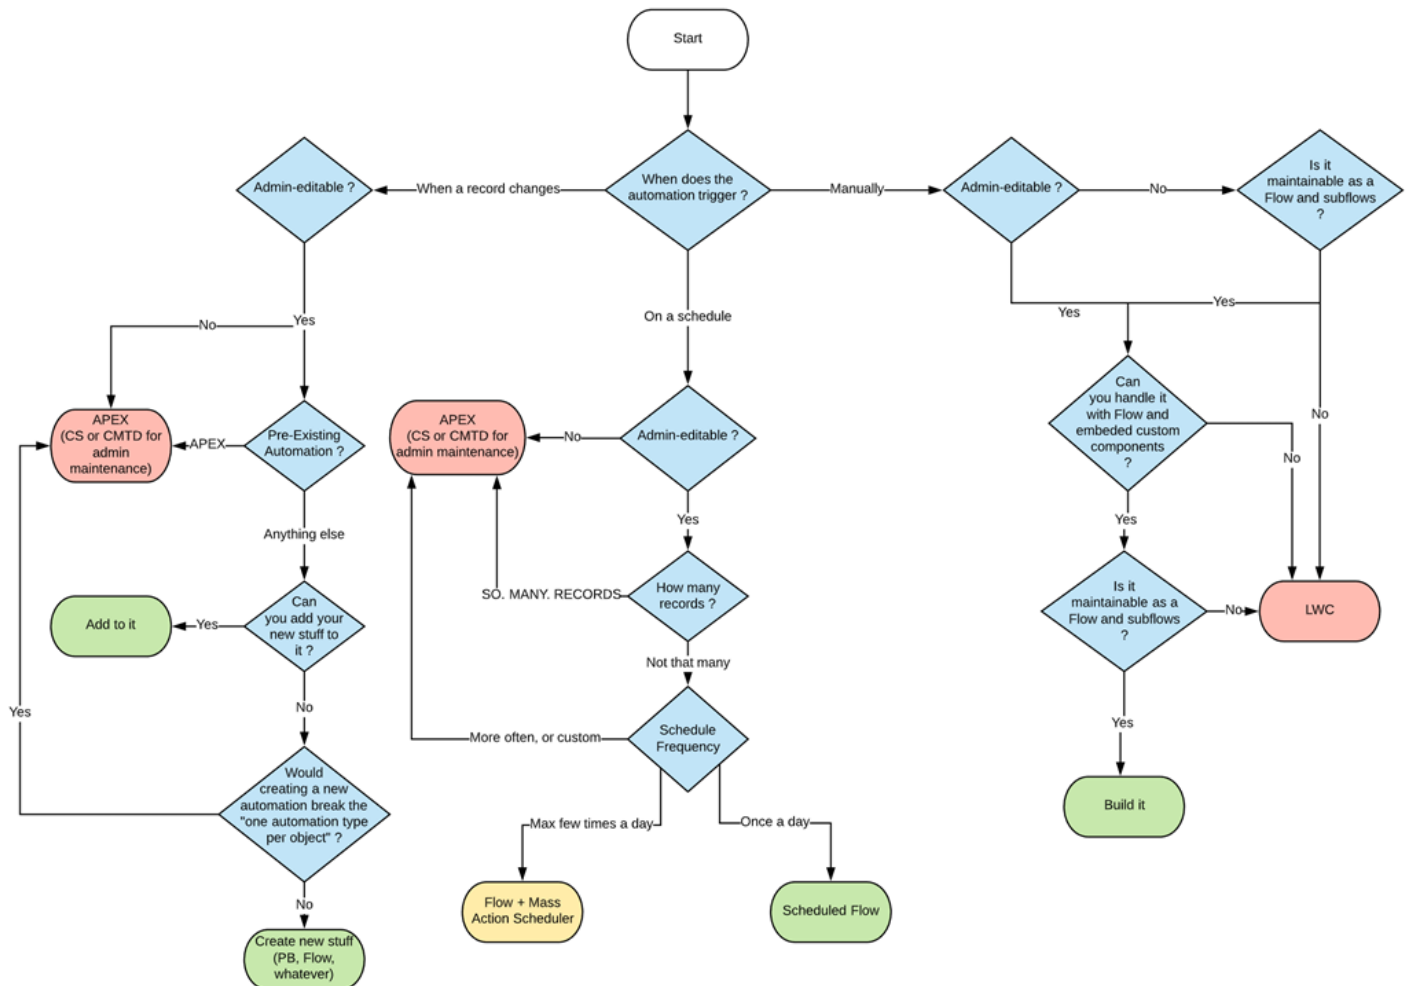 Start
When does the
automation trigger ?
When a record changes
Manually
On a schedule
Admin-editable ?
Yes
No
APEX
(CS or CMTD for
admin
maintenance)
APEX
Pre-Existing
Automation ?
Anything else
Can
you add your
new stuff to
it ?
Yes
Add to it
No
Would
creating a new
automation break the
"one automation type
per object" ?
Yes
No
Create new stuff
(PB, Flow,
whatever)
Admin-editable ?
No
APEX
(CS or CMTD for
admin maintenance)
Yes
How many
records ?
SO. MANY. RECORDS
Not that many
Schedule
Frequency
More often, or custom
Max few times a day
Once a day
Flow + Mass
Action Scheduler
Scheduled Flow
Admin-editable ?
No
Is it
maintainable as a
Flow and subflows
?
Yes
Yes
No
Can
you handle it
with Flow and
embeded custom
components
?
No
Yes
Is it
maintainable as a
Flow and subflows
?
No
LWC
Yes
Build it